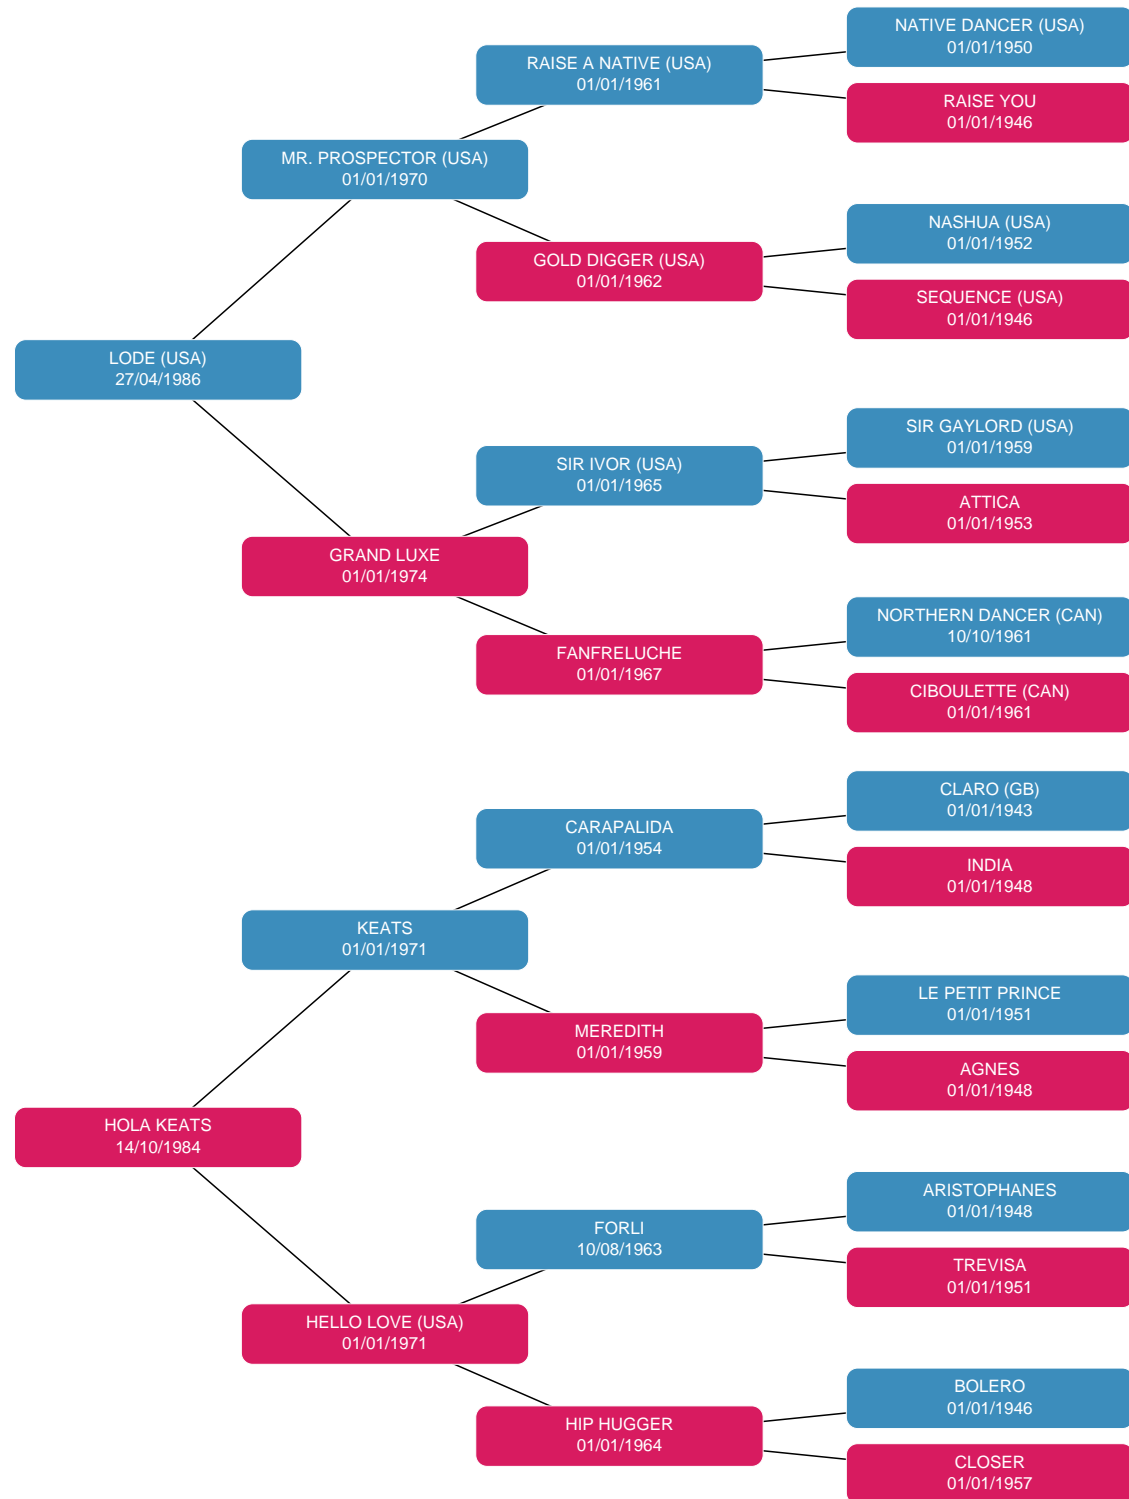 NATIVE DANCER (USA)
01/01/1950
RAISE A NATIVE (USA)
01/01/1961
RAISE YOU
01/01/1946
MR. PROSPECTOR (USA)
01/01/1970
NASHUA (USA)
01/01/1952
GOLD DIGGER (USA)
01/01/1962
SEQUENCE (USA)
01/01/1946
LODE (USA)
27/04/1986
SIR GAYLORD (USA)
01/01/1959
SIR IVOR (USA)
01/01/1965
ATTICA
01/01/1953
GRAND LUXE
01/01/1974
NORTHERN DANCER (CAN)
10/10/1961
FANFRELUCHE
01/01/1967
CIBOULETTE (CAN)
01/01/1961
CLARO (GB)
01/01/1943
CARAPALIDA
01/01/1954
INDIA
01/01/1948
KEATS
01/01/1971
LE PETIT PRINCE
01/01/1951
MEREDITH
01/01/1959
AGNES
01/01/1948
HOLA KEATS
14/10/1984
ARISTOPHANES
01/01/1948
FORLI
10/08/1963
TREVISA
01/01/1951
HELLO LOVE (USA)
01/01/1971
BOLERO
01/01/1946
HIP HUGGER
01/01/1964
CLOSER
01/01/1957